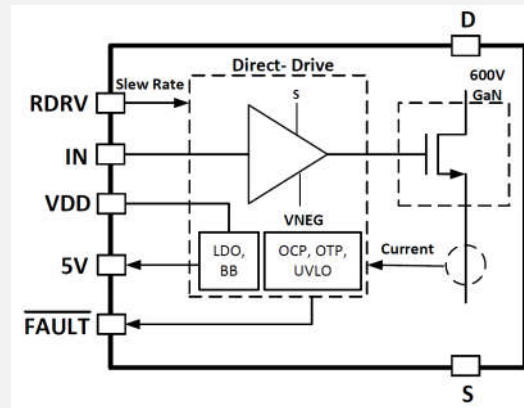 D
Direct- Drive
600V
GaN
Slew Rate
RDRV
S
IN
VDD
VNEG
LDO,
BB
OCP, OTP,
UVLO
Current
5V
FAULT
S